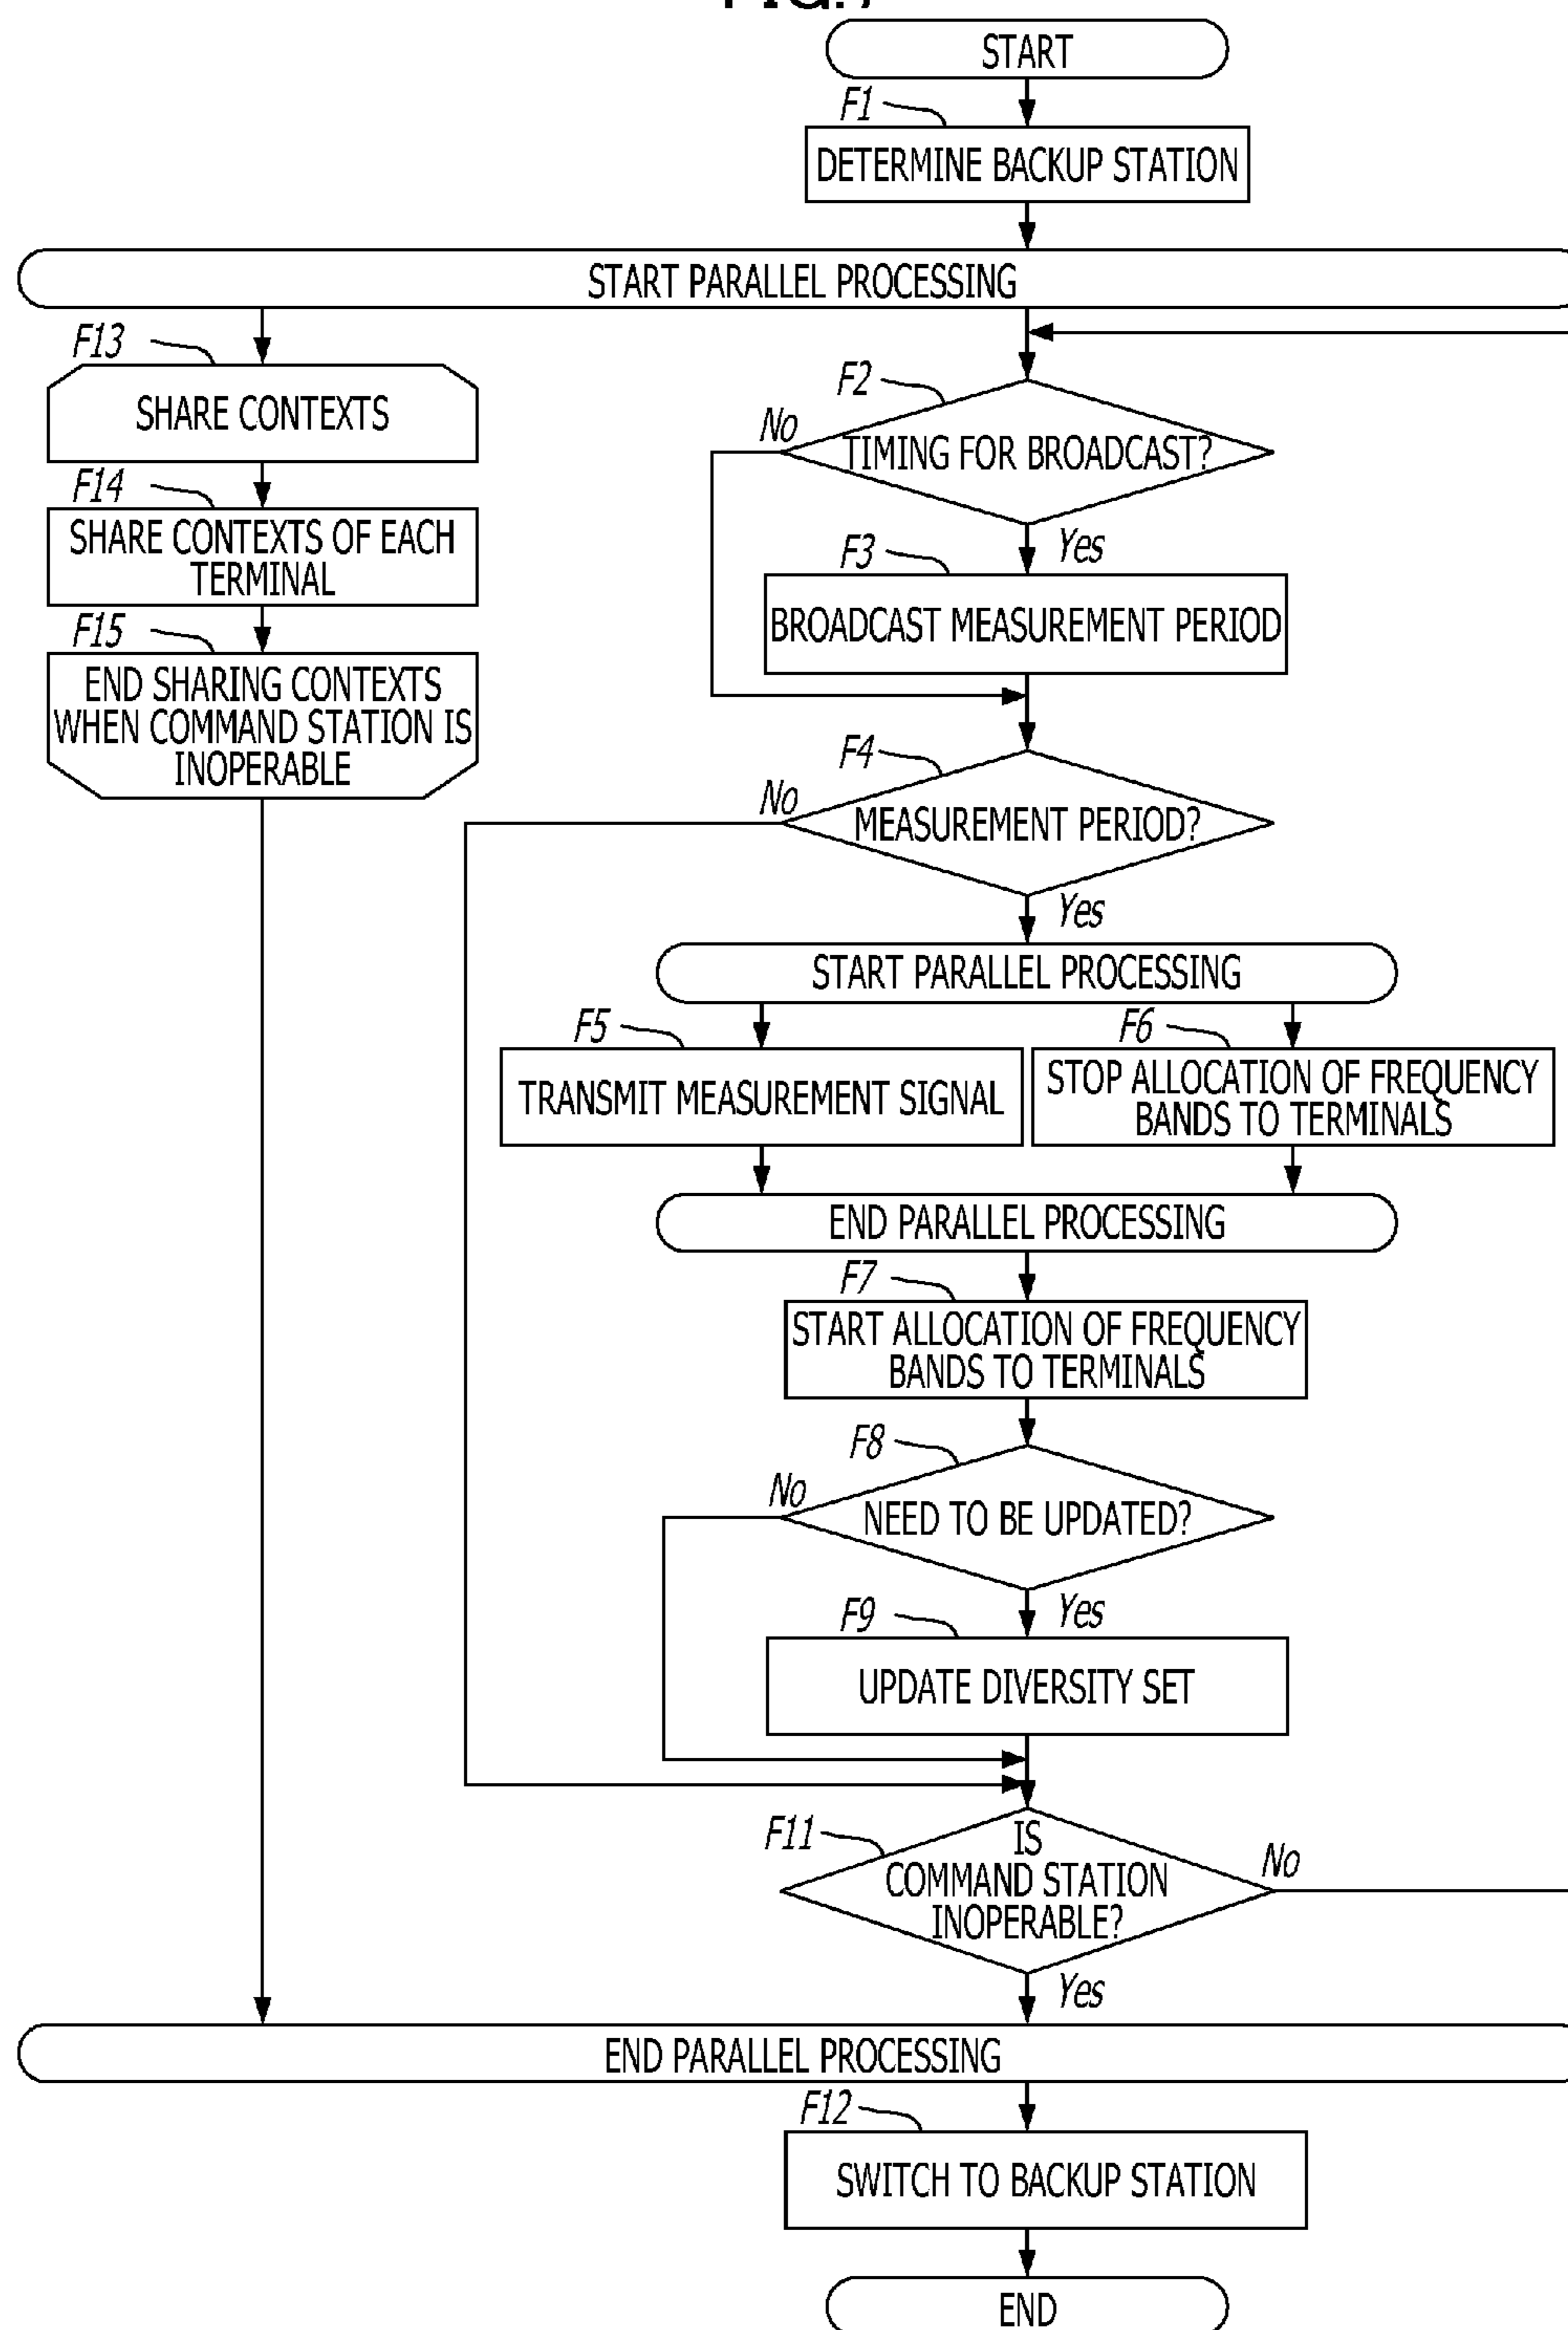 START
F1
DETERMINE BACKUP STATION
START PARALLEL PROCESSING
F13
SHARE CONTEXTS
F14
SHARE CONTEXTS OF EACH
TERMINAL
F15
END SHARING CONTEXTS
WHEN COMMAND STATION IS
INOPERABLE
F2
No
TIMING FOR BROADCAST?
Yes
F3
BROADCAST MEASUREMENT PERIOD
F4
No
MEASUREMENT PERIOD?
Yes
START PARALLEL PROCESSING
F5
TRANSMIT MEASUREMENT SIGNAL
F6
STOP ALLOCATION OF FREQUENCY
BANDS TO TERMINALS
END PARALLEL PROCESSING
F7
START ALLOCATION OF FREQUENCY
BANDS TO TERMINALS
F8
No
NEED TO BE UPDATED?
Yes
F9
UPDATE DIVERSITY SET
F11
IS
COMMAND STATION
INOPERABLE?
No
Yes
END PARALLEL PROCESSING
F12
SWITCH TO BACKUP STATION
END